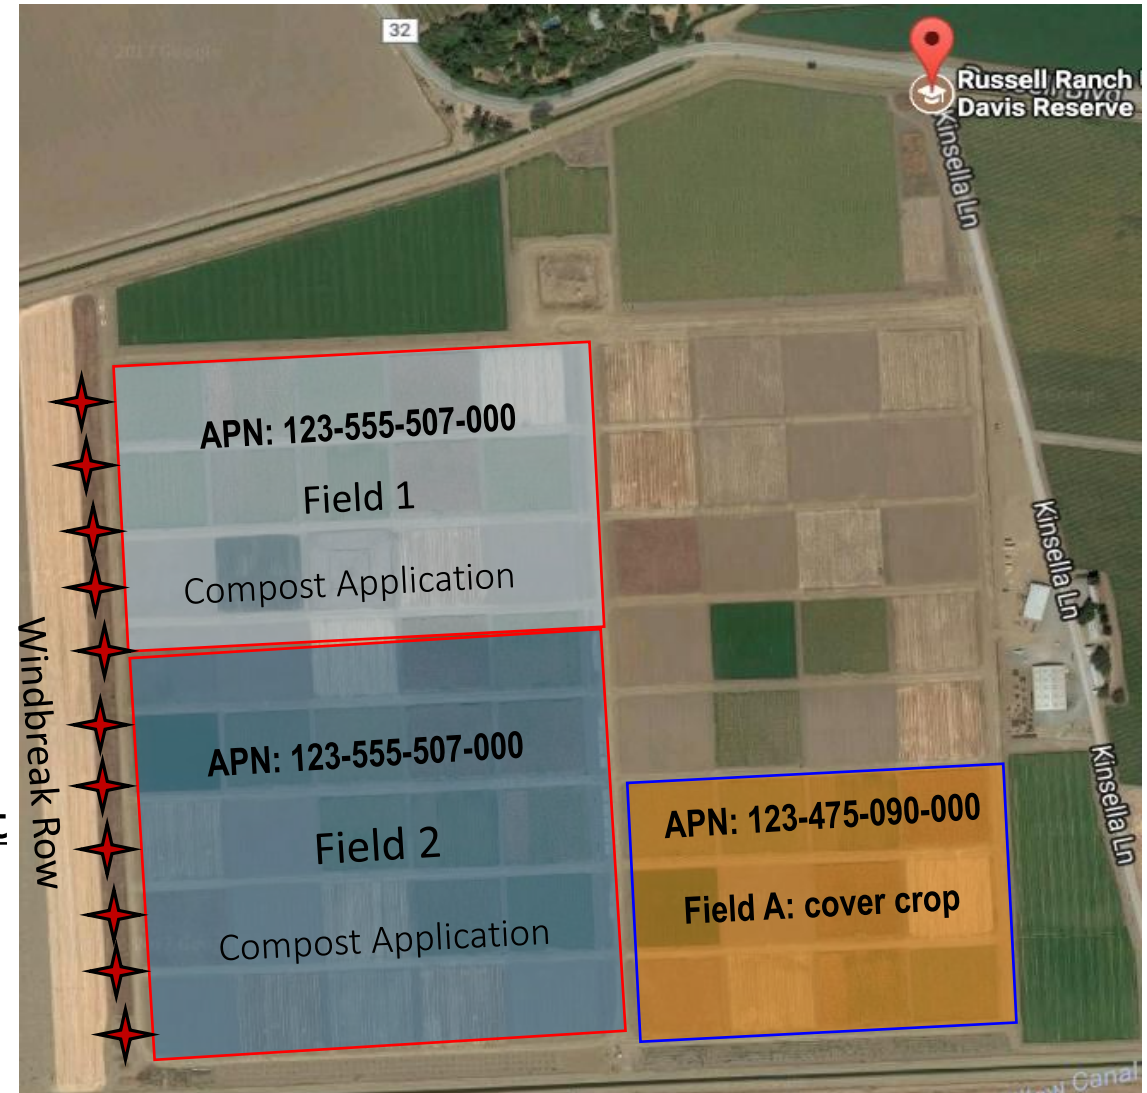 © 2017 Google
32
Russell Ranch
Davis Reserve
Kinsella Ln
APN: 123-555-507-000
Field 1
Compost Application
Kinsella Ln
Windbreak Row
APN: 123-555-507-000
Field 2
Compost Application
APN: 123-475-090-000
Field A: cover crop
Kinsella Ln
Canal